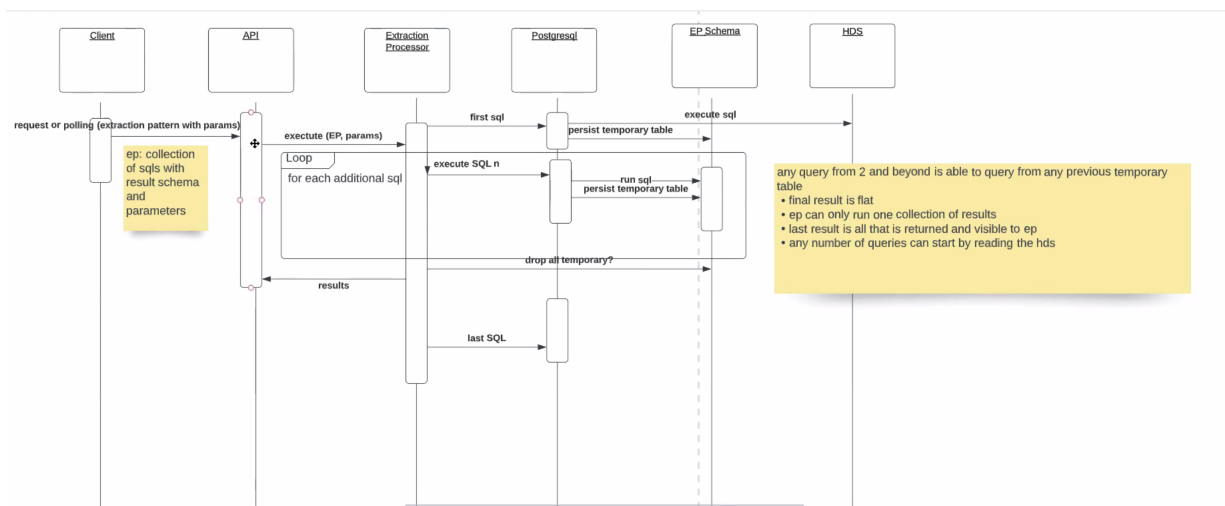 Client
API
Extraction
Processor
Postgresql
EP Schema
HDS
request or polling (extraction pattern with params)
first sql
execute sql
persist temporary table
exectute (EP, params)
ep: collection
of sqls with
result schema
and
parameters
Loop
for each additional sql
execute SQL n
run sql
persist temporary table
any query from 2 and beyond is able to query from any previous temporary
table
• final result is flat
• ep can only run one collection of results
• last result is all that is returned and visible to ep
• any number of queries can start by reading the hds
drop all temporary?
results
last SQL